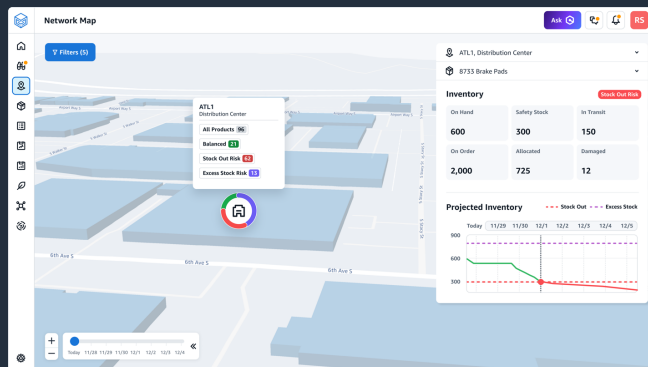 Network Map
Ask
RS
Filters (5)
ATL1
Distribution Center
All Products 96
Balanced 21
Stock Out Risk 62
Excess Stock Risk 13
6th Ave S
6th Ave S
6th Ave S
Today 11/28 11/29 11/30 12/1 12/2 12/3 12/4
ATL1, Distribution Center
8733 Brake Pads
Inventory
Stock Out Risk
On Hand
600
Safety Stock
300
In Transit
150
On Order
2,000
Allocated
725
Damaged
12
Projected Inventory
Stock Out
Excess Stock
Today 11/29 11/30 12/1 12/2 12/3 12/4 12/5
900
600
300